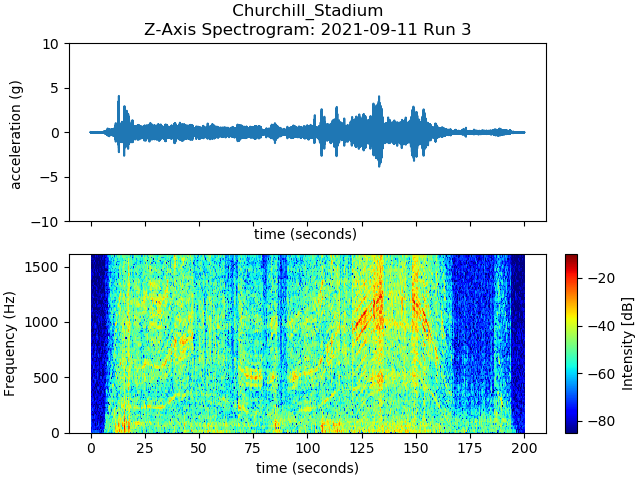 Churchill_Stadium
Z-Axis Spectrogram: 2021-09-11 Run 3
10
5
0
−5
−10
acceleration (g)
time (seconds)
1500
1000
500
0
Frequency (Hz)
0 25 50 75 100 125 150 175 200
time (seconds)
−20
−40
−60
−80
Intensity [dB]